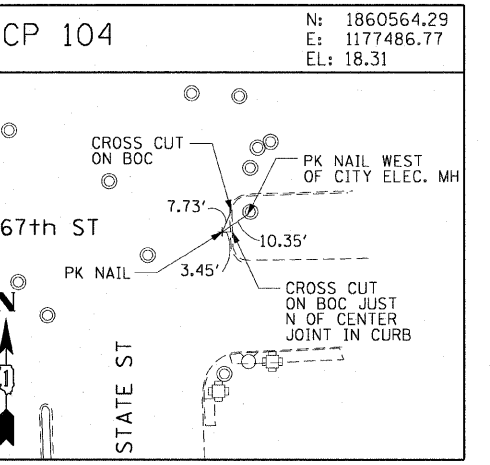 CP 104
N: 1860564.29
E: 1177486.77
EL: 18.31
CROSS CUT
ON BOC
PK NAIL WEST
OF CITY ELEC. MH
7.73'
67th ST
10.35'
PK NAIL
3.45'
CROSS CUT
ON BOC JUST
N OF CENTER
JOINT IN CURB
N
STATE ST